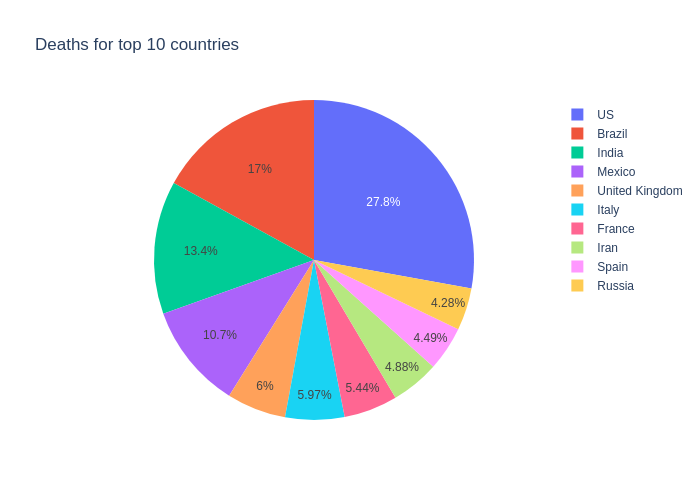 Deaths for top 10 countries
US
Brazil
India
Mexico
United Kingdom
Italy
France
Iran
Spain
Russia
17%
27.8%
13.4%
4.28%
10.7%
4.49%
4.88%
6%
5.44%
5.97%